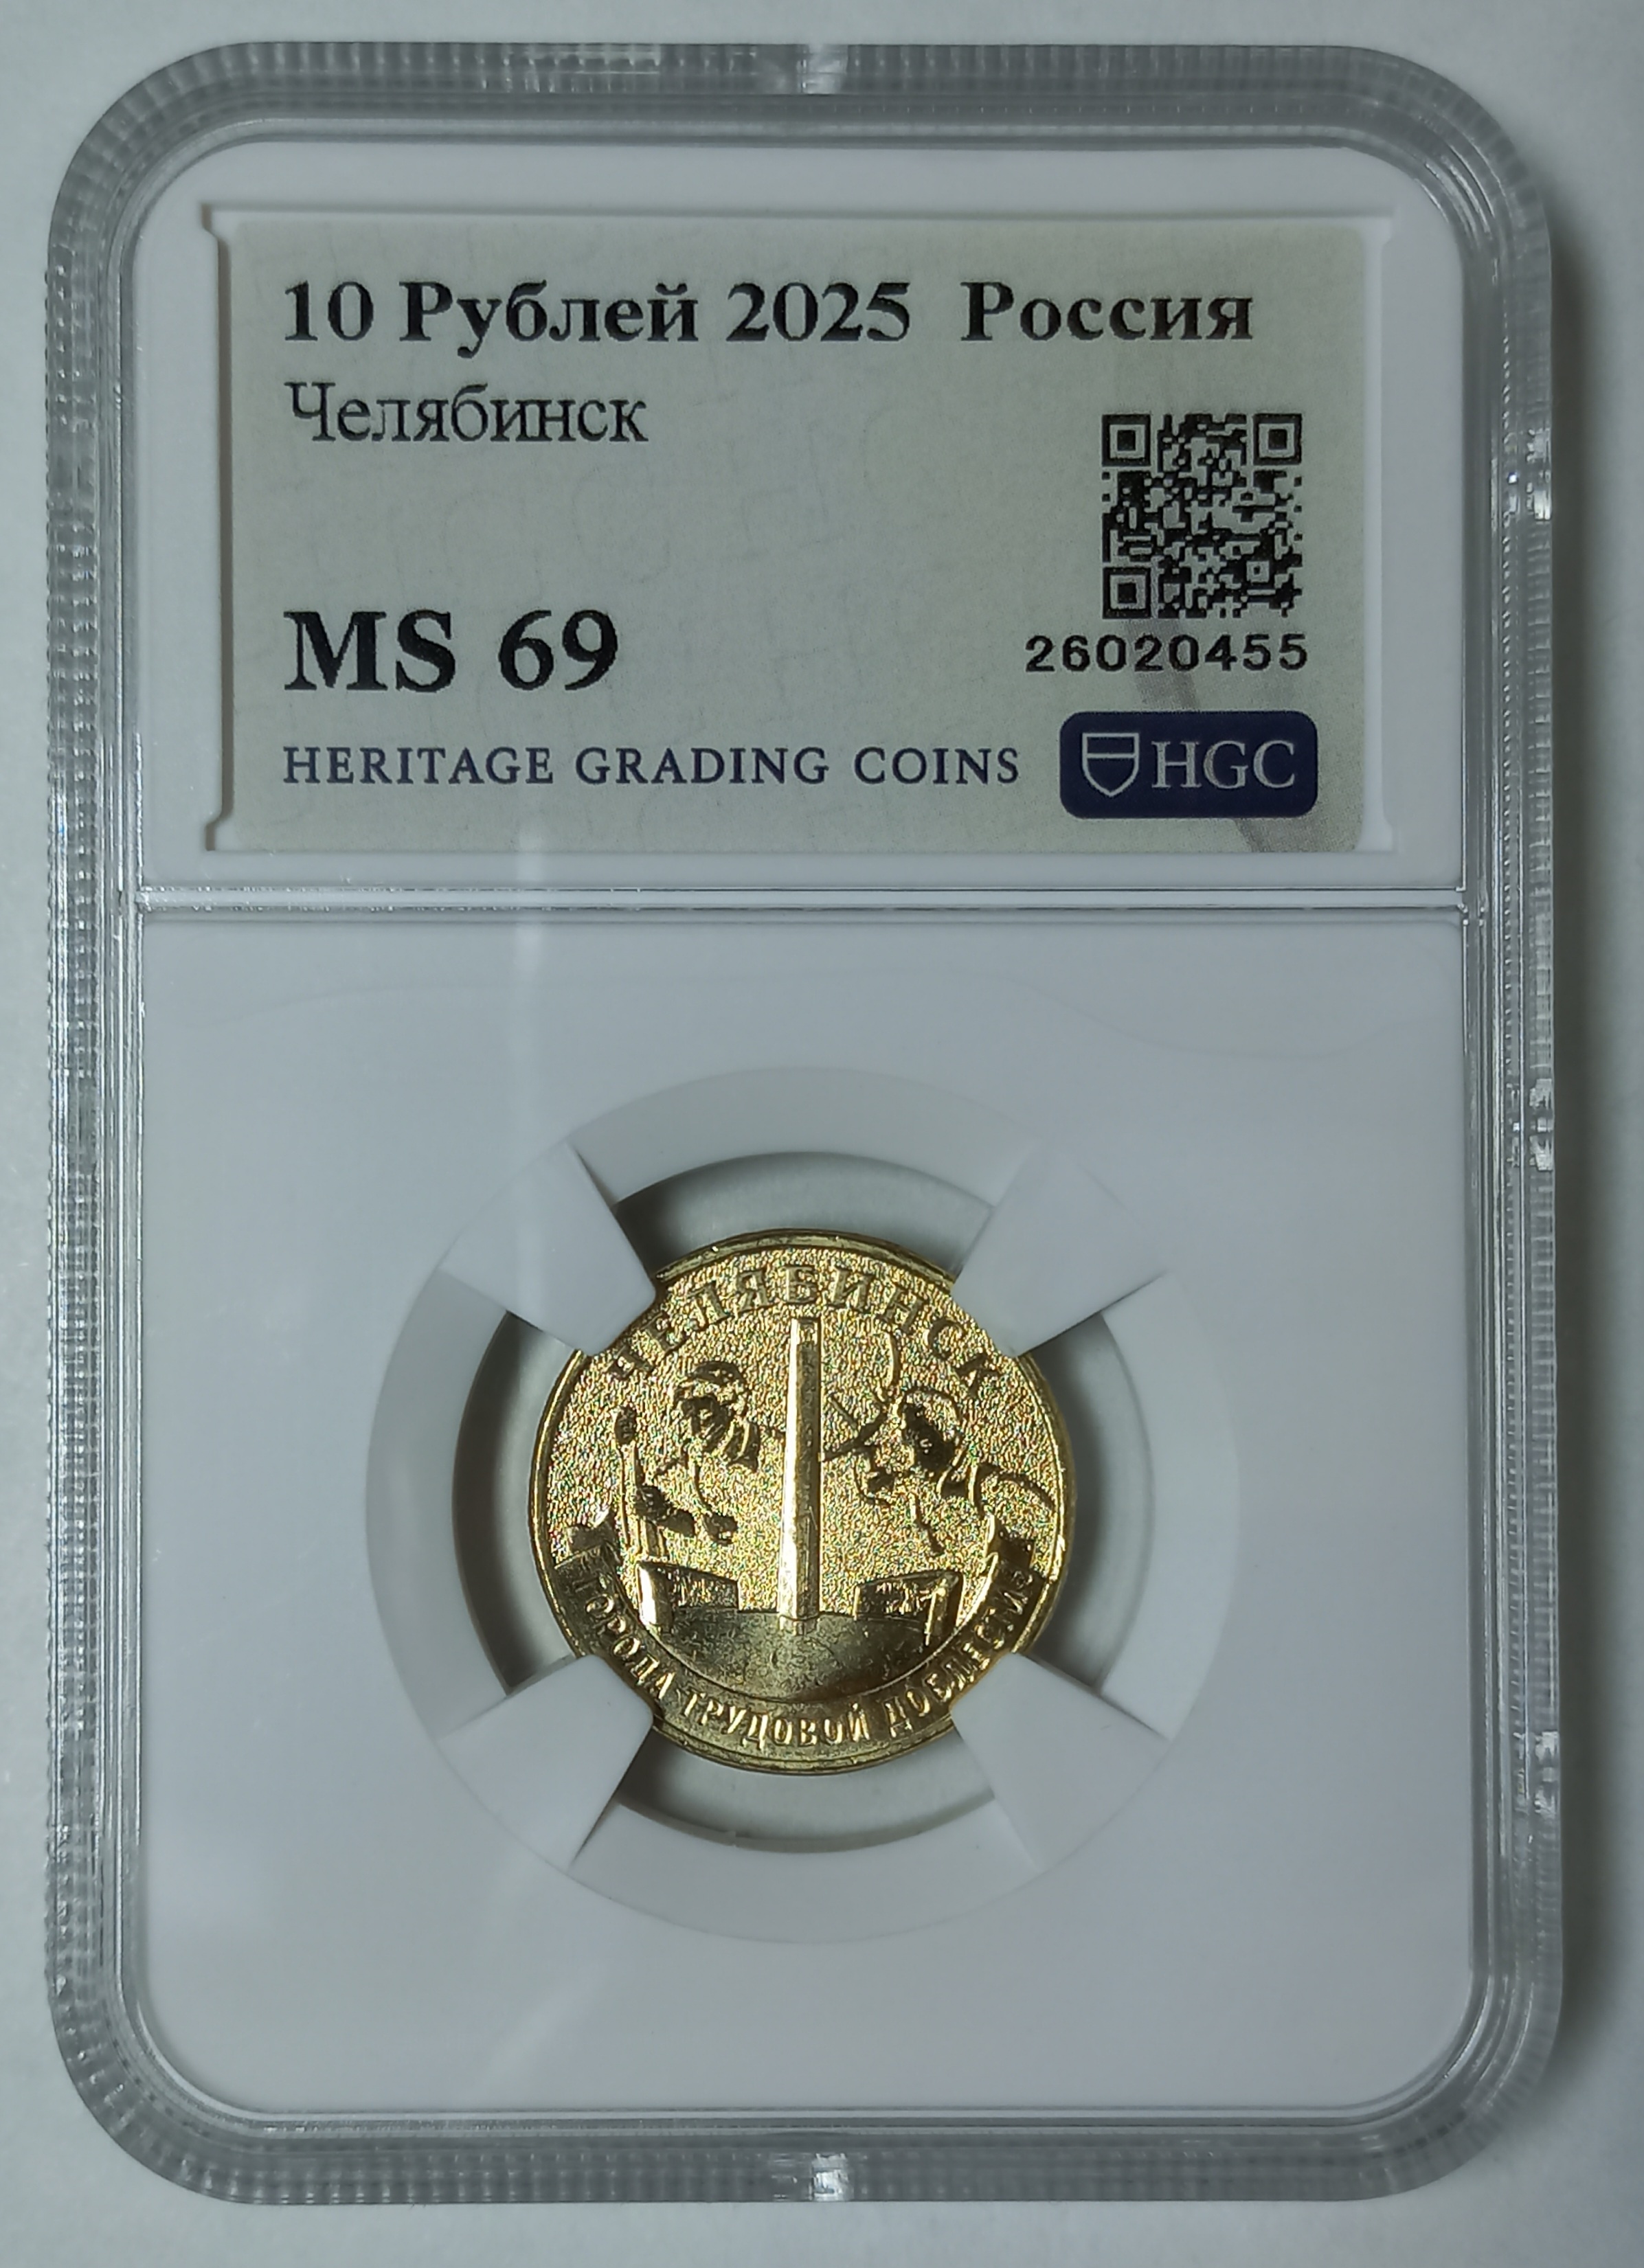 10 Рублей 2025 Россия
Челябинск
MS 69
26020455
HERITAGE GRADING COINS
HGC
ЧЕЛЯБИНСК
ГОРОДА ТРУДОВОЙ ДОБЛЕСТИ